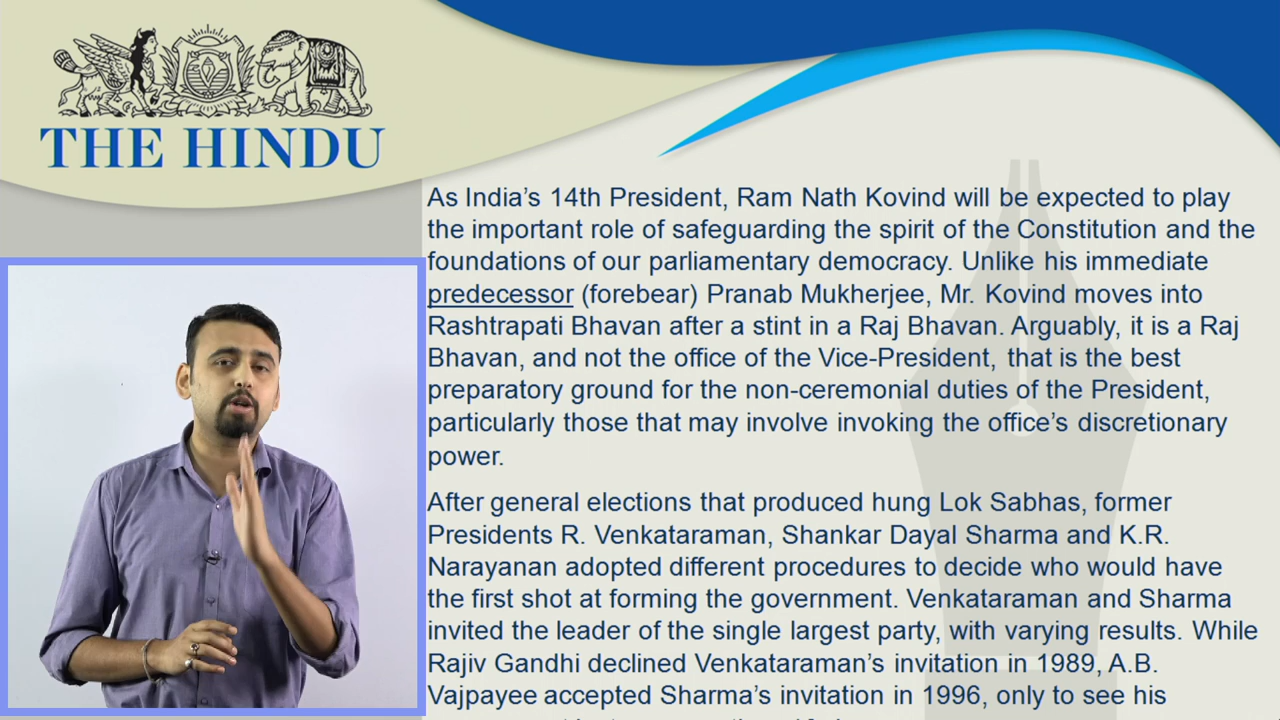 THE HINDU
As India's 14th President, Ram Nath Kovind will be expected to play
the important role of safeguarding the spirit of the Constitution and the
foundations of our parliamentary democracy. Unlike his immediate
predecessor (forebear) Pranab Mukherjee, Mr. Kovind moves into
Rashtrapati Bhavan after a stint in a Raj Bhavan. Arguably, it is a Raj
Bhavan, and not the office of the Vice-President, that is the best
preparatory ground for the non-ceremonial duties of the President,
particularly those that may involve invoking the office's discretionary
power.
After general elections that produced hung Lok Sabhas, former
Presidents R. Venkataraman, Shankar Dayal Sharma and K.R.
Narayanan adopted different procedures to decide who would have
the first shot at forming the government. Venkataraman and Sharma
invited the leader of the single largest party, with varying results. While
Rajiv Gandhi declined Venkataraman's invitation in 1989, A.B.
Vajpayee accepted Sharma's invitation in 1996, only to see his